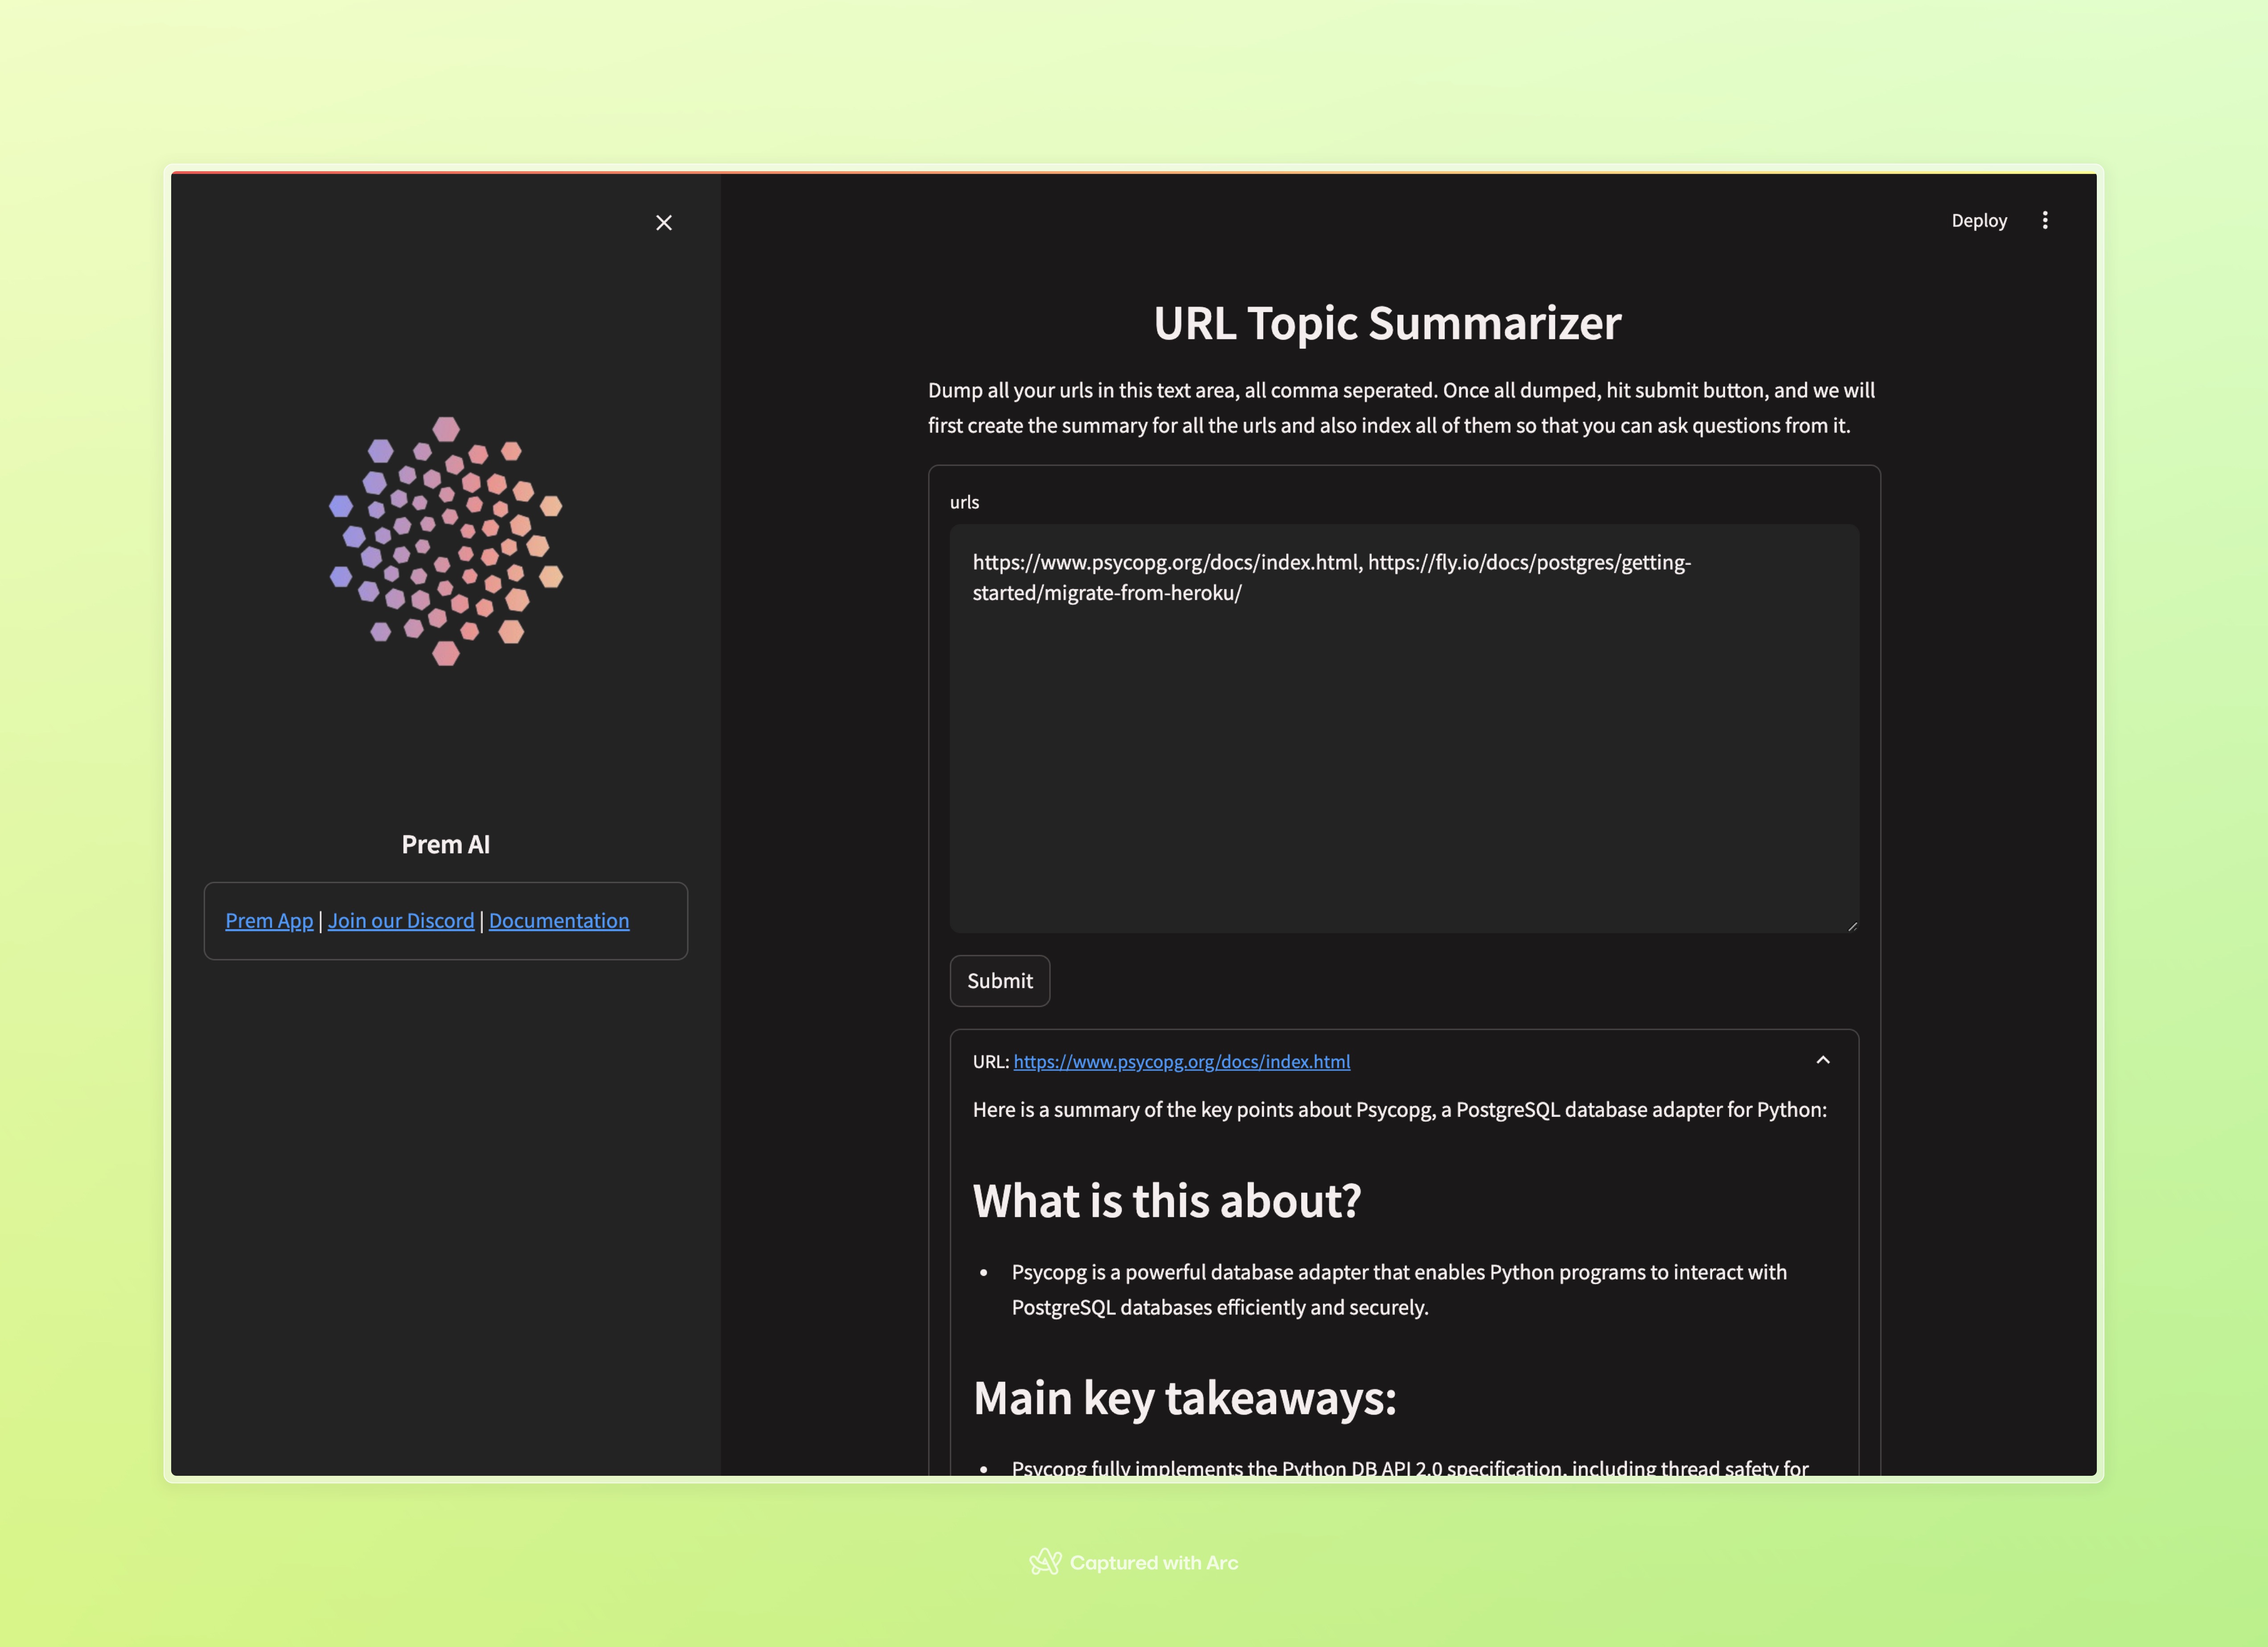 Deploy
Prem AI
Prem App | Join our Discord | Documentation
URL Topic Summarizer
Dump all your urls in this text area, all comma seperated. Once all dumped, hit submit button, and we will
first create the summary for all the urls and also index all of them so that you can ask questions from it.
urls
https://www.psycopg.org/docs/index.html, https://fly.io/docs/postgres/getting-
started/migrate-from-heroku/
Submit
URL: https://www.psycopg.org/docs/index.html
Here is a summary of the key points about Psycopg, a PostgreSQL database adapter for Python:
What is this about?
• Psycopg is a powerful database adapter that enables Python programs to interact with
PostgreSQL databases efficiently and securely.
Main key takeaways:
• Psycopg fully implements the Python DB API 2.0 specification, including thread safety for
Captured with Arc